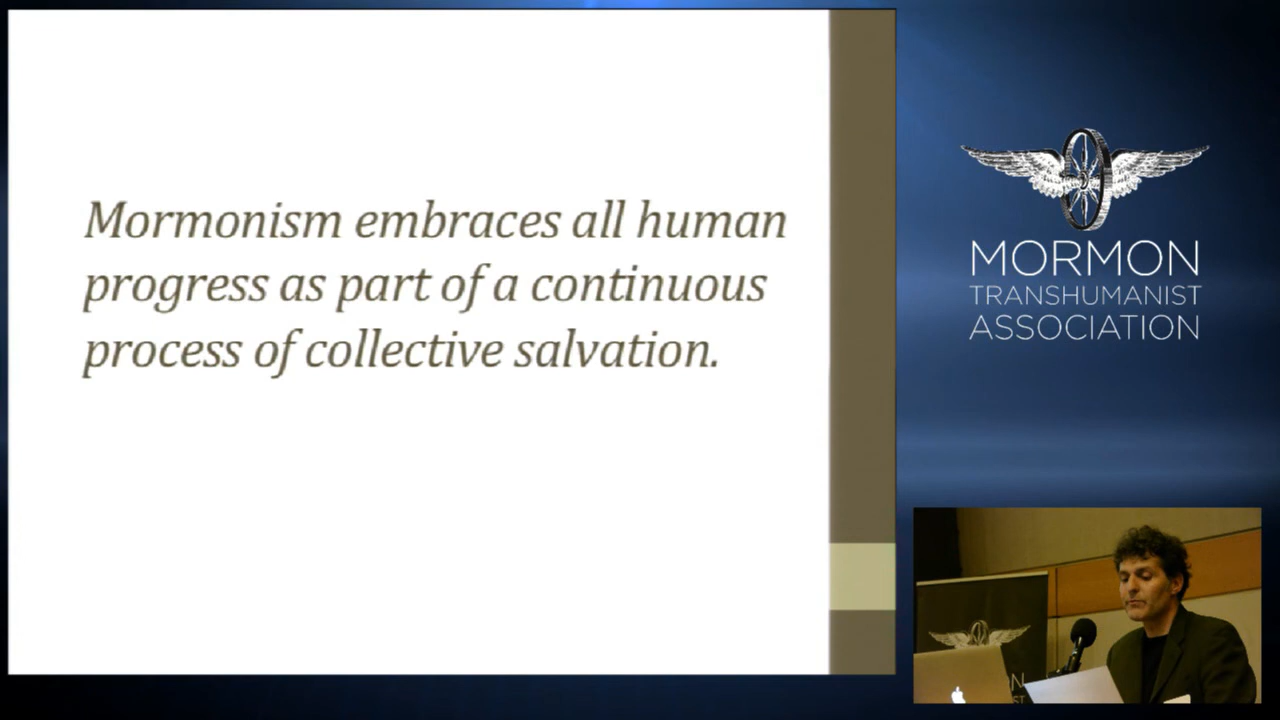 Mormonism embraces all human
progress as part of a continuous
process of collective salvation.
MORMON
TRANSHUMANIST
ASSOCIATION